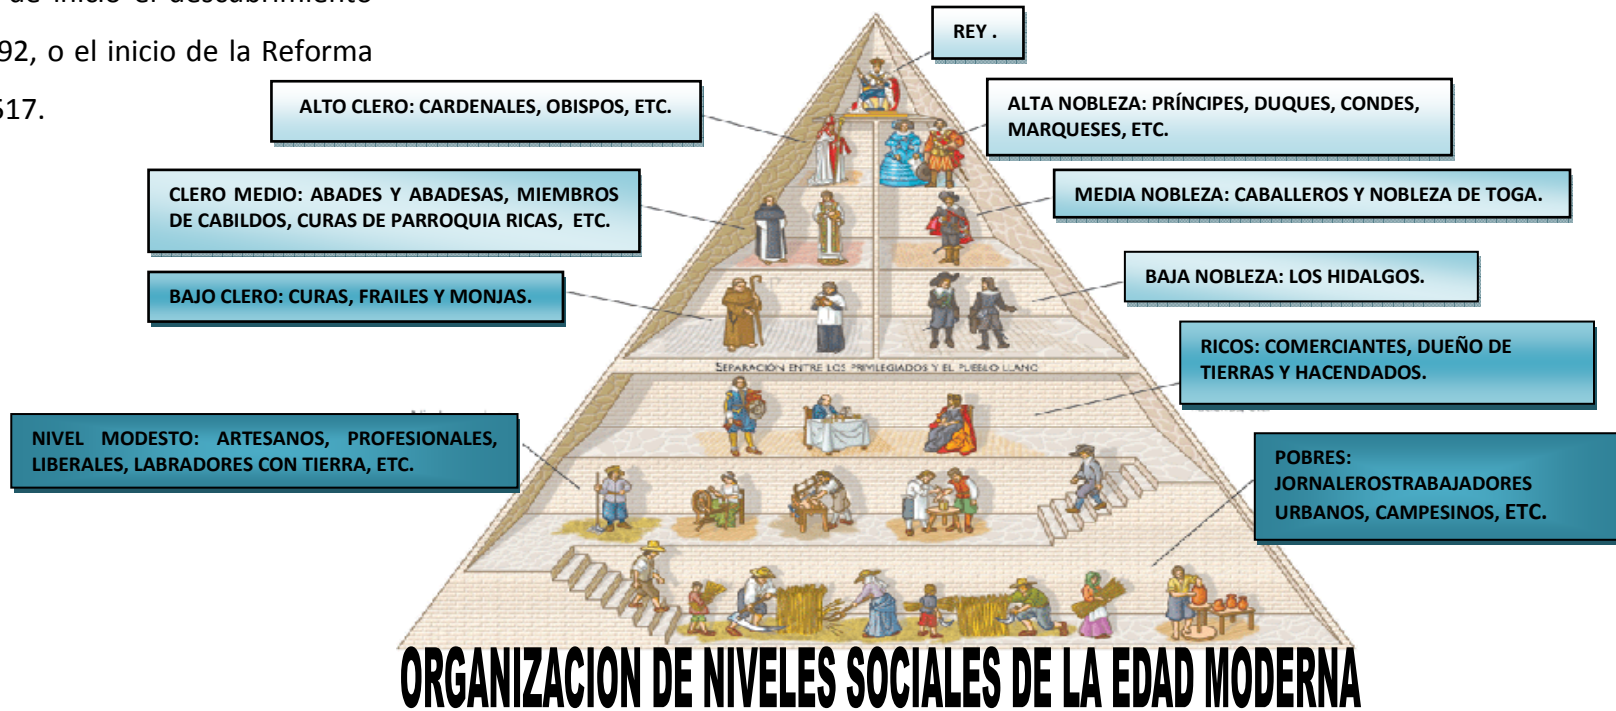 de inicio el descubrimiento
92, o el inicio de la Reforma
517.
REY .
ALTO CLERO: CARDENALES, OBISPOS, ETC.
ALTA NOBLEZA: PRÍNCIPES, DUQUES, CONDES,
MARQUESES, ETC.
CLERO MEDIO: ABADES Y ABADESAS, MIEMBROS
DE CABILDOS, CURAS DE PARROQUIA RICAS, ETC.
MEDIA NOBLEZA: CABALLEROS Y NOBLEZA DE TOGA.
BAJO CLERO: CURAS, FRAILES Y MONJAS.
BAJA NOBLEZA: LOS HIDALGOS.
SEPARACIÓN ENTRE LOS PRIVILEGIADOS Y EL PUEBLO LLANO
RICOS: COMERCIANTES, DUEÑO DE
TIERRAS Y HACENDADOS.
NIVEL MODESTO: ARTESANOS, PROFESIONALES,
LIBERALES, LABRADORES CON TIERRA, ETC.
POBRES:
JORNALEROSTRABAJADORES
URBANOS, CAMPESINOS, ETC.
ORGANIZACION DE NIVELES SOCIALES DE LA EDAD MODERNA